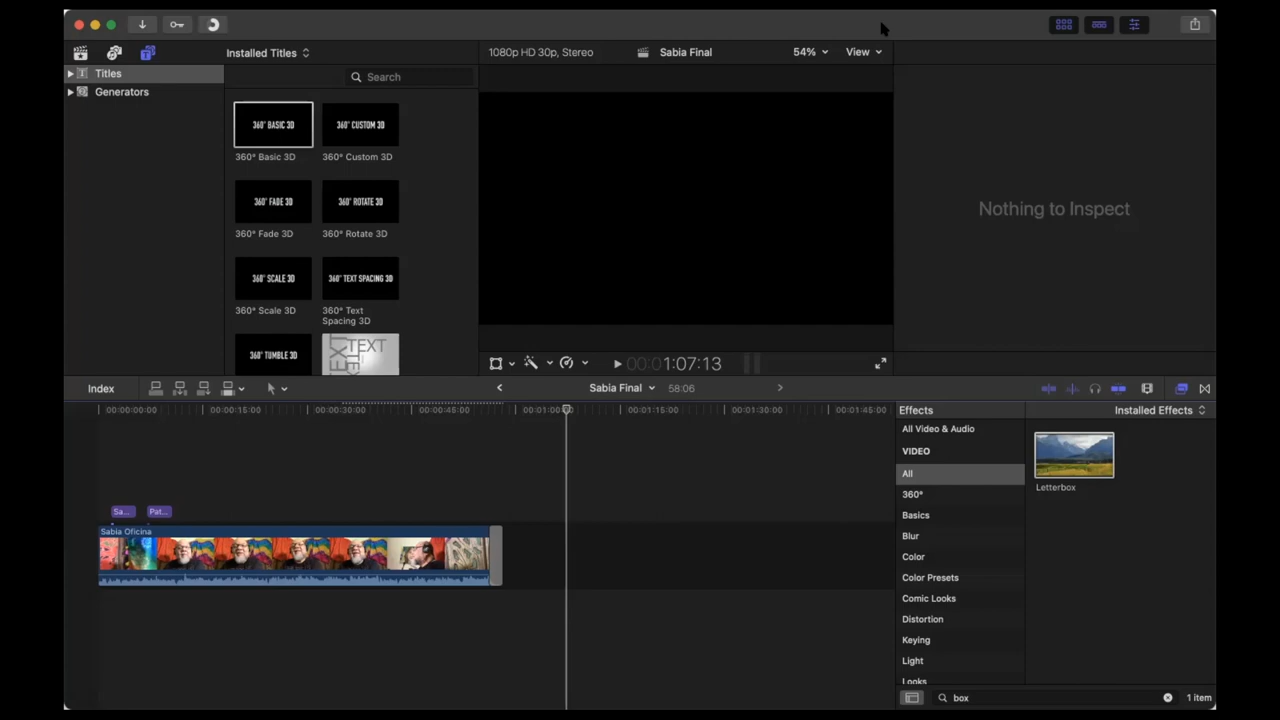 Installed Titles
1080p HD 30p, Stereo
Sabia Final
54%
View
Titles
Generators
Search
360° BASIC 3D
360° CUSTOM 3D
360° Basic 3D
360° Custom 3D
360° FADE 3D
360° ROTATE 3D
360° Fade 3D
360° Rotate 3D
360° SCALE 3D
360° TEXT SPACING 3D
360° Scale 3D
360° Text
Spacing 3D
360° TUMBLE 3D
TEXT
TEXT
Nothing to Inspect
00:00:1:07:13
Index
Sabia Final
58:06
00:00:00:00
00:00:15:00
00:00:30:00
00:00:45:00
00:01:00:00
00:01:15:00
00:01:30:00
00:01:45:00
Sa...
Pat...
Sabia Oficina
Effects
Installed Effects
All Video & Audio
VIDEO
All
360°
Basics
Blur
Color
Color Presets
Comic Looks
Distortion
Keying
Light
Looks
Letterbox
box
1 item